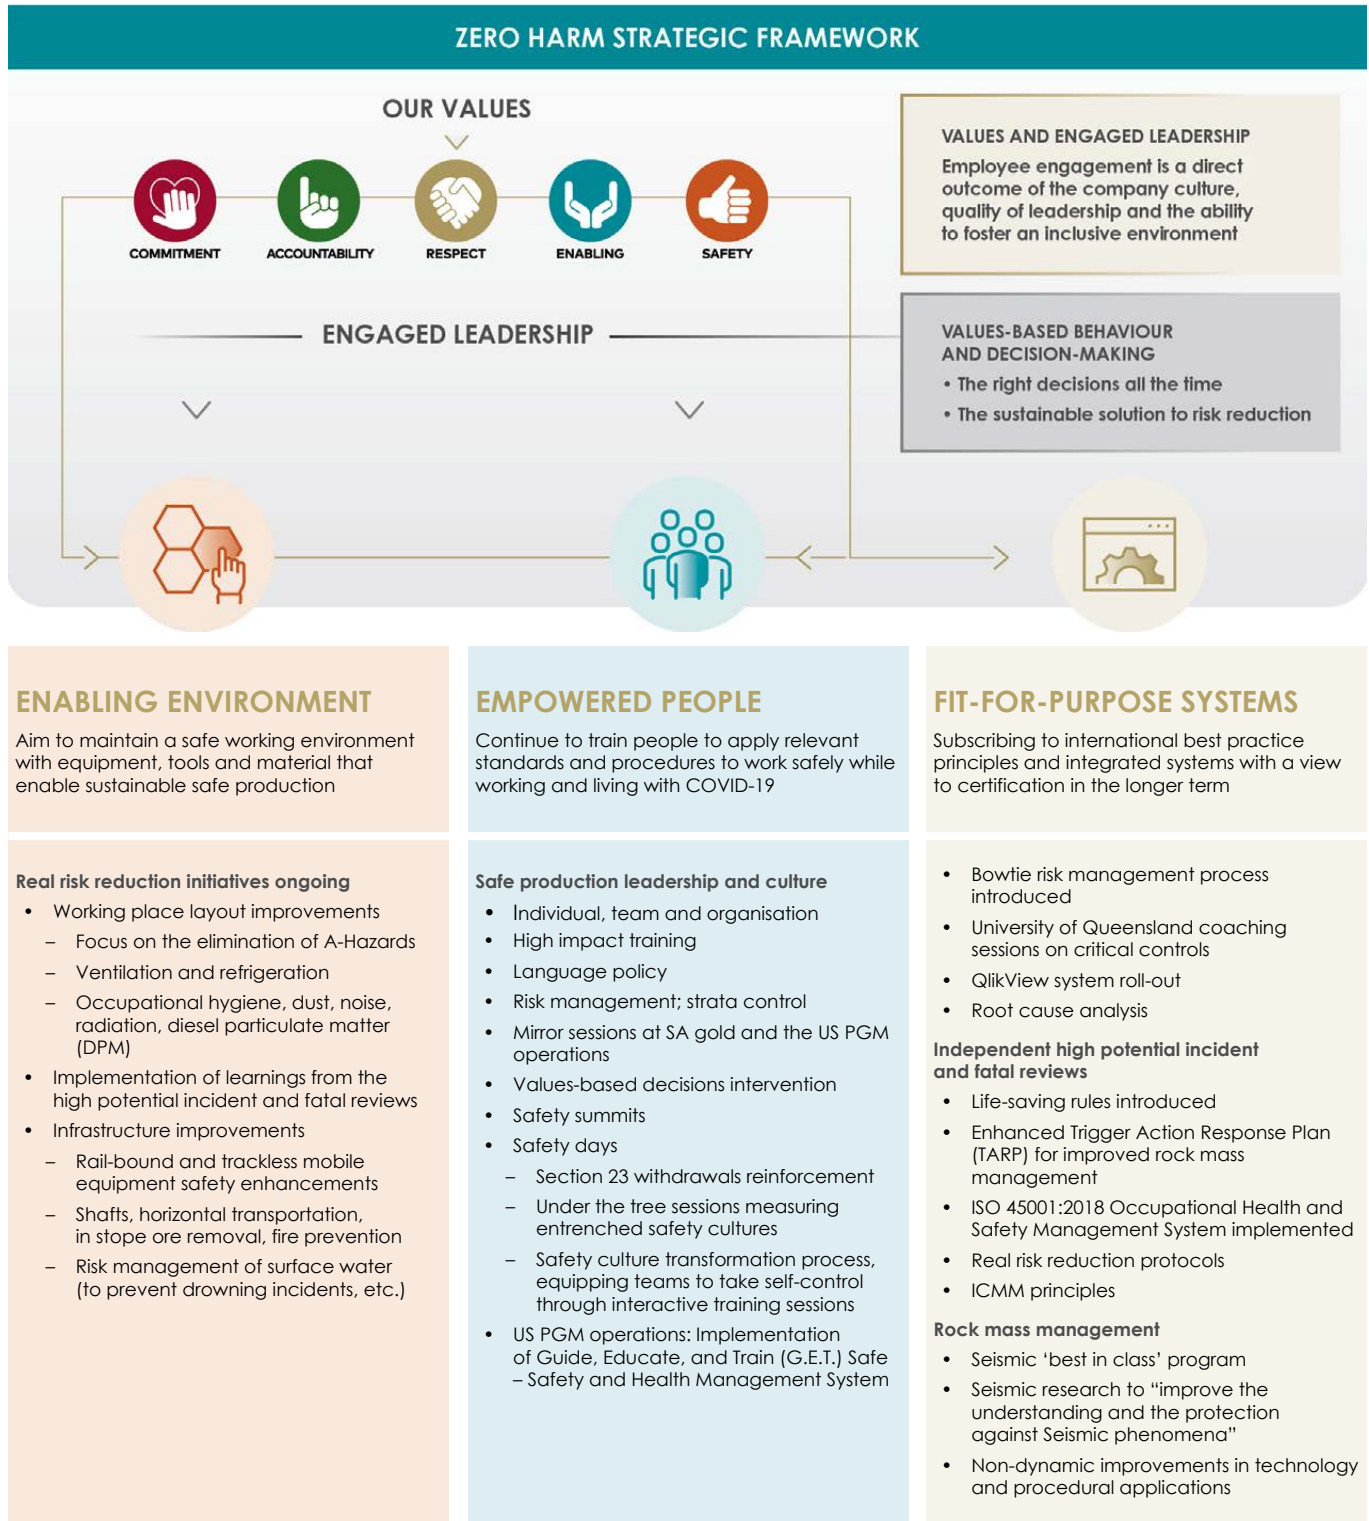 ZERO HARM STRATEGIC FRAMEWORK
OUR VALUES
COMMITMENT
ACCOUNTABILITY
RESPECT
ENABLING
SAFETY
ENGAGED LEADERSHIP
VALUES AND ENGAGED LEADERSHIP
Employee engagement is a direct
outcome of the company culture,
quality of leadership and the ability
to foster an inclusive environment
VALUES-BASED BEHAVIOUR
AND DECISION-MAKING
• The right decisions all the time
• The sustainable solution to risk reduction
ENABLING ENVIRONMENT
Aim to maintain a safe working environment
with equipment, tools and material that
enable sustainable safe production
Real risk reduction initiatives ongoing
• Working place layout improvements
– Focus on the elimination of A-Hazards
– Ventilation and refrigeration
– Occupational hygiene, dust, noise,
radiation, diesel particulate matter
(DPM)
• Implementation of learnings from the
high potential incident and fatal reviews
• Infrastructure improvements
– Rail-bound and trackless mobile
equipment safety enhancements
– Shafts, horizontal transportation,
in stope ore removal, fire prevention
– Risk management of surface water
(to prevent drowning incidents, etc.)
EMPOWERED PEOPLE
Continue to train people to apply relevant
standards and procedures to work safely while
working and living with COVID-19
Safe production leadership and culture
• Individual, team and organisation
• High impact training
• Language policy
• Risk management; strata control
• Mirror sessions at SA gold and the US PGM
operations
• Values-based decisions intervention
• Safety summits
• Safety days
– Section 23 withdrawals reinforcement
– Under the tree sessions measuring
entrenched safety cultures
– Safety culture transformation process,
equipping teams to take self-control
through interactive training sessions
• US PGM operations: Implementation
of Guide, Educate, and Train (G.E.T.) Safe
– Safety and Health Management System
FIT-FOR-PURPOSE SYSTEMS
Subscribing to international best practice
principles and integrated systems with a view
to certification in the longer term
• Bowtie risk management process
introduced
• University of Queensland coaching
sessions on critical controls
• QlikView system roll-out
• Root cause analysis
Independent high potential incident
and fatal reviews
• Life-saving rules introduced
• Enhanced Trigger Action Response Plan
(TARP) for improved rock mass
management
• ISO 45001:2018 Occupational Health and
Safety Management System implemented
• Real risk reduction protocols
• ICMM principles
Rock mass management
• Seismic ‘best in class’ program
• Seismic research to “improve the
understanding and the protection
against Seismic phenomena”
• Non-dynamic improvements in technology
and procedural applications